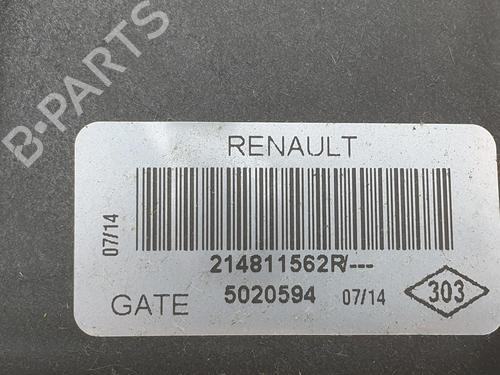 B-PARTS
RENAULT
07/14
214811562R/---
GATE 5020594 07/14 303